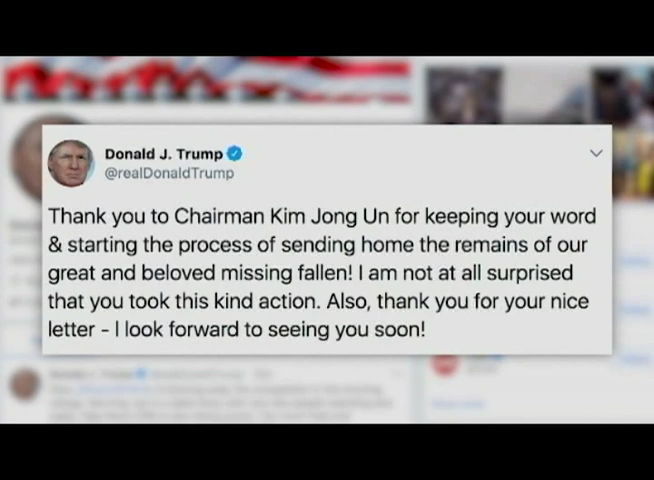 Donald J. Trump
@realDonaldTrump
Thank you to Chairman Kim Jong Un for keeping your word
& starting the process of sending home the remains of our
great and beloved missing fallen! I am not at all surprised
that you took this kind action. Also, thank you for your nice
letter - I look forward to seeing you soon!